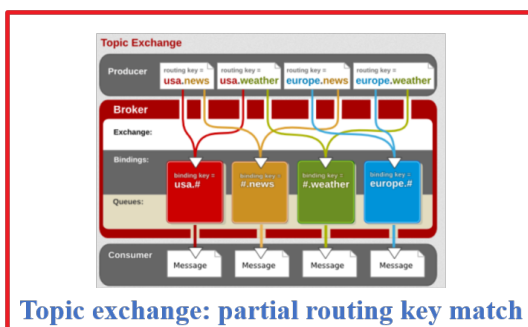 Topic Exchange
Producer
routing key =
usa.news
routing key =
usa.weather
routing key =
europe.news
routing key =
europe.weather
Broker
Exchange:
Bindings:
binding key =
usa.#
binding key =
#.news
binding key =
#.weather
binding key =
europe.#
Queues:
Consumer
Message
Message
Message
Message
Topic exchange: partial routing key match